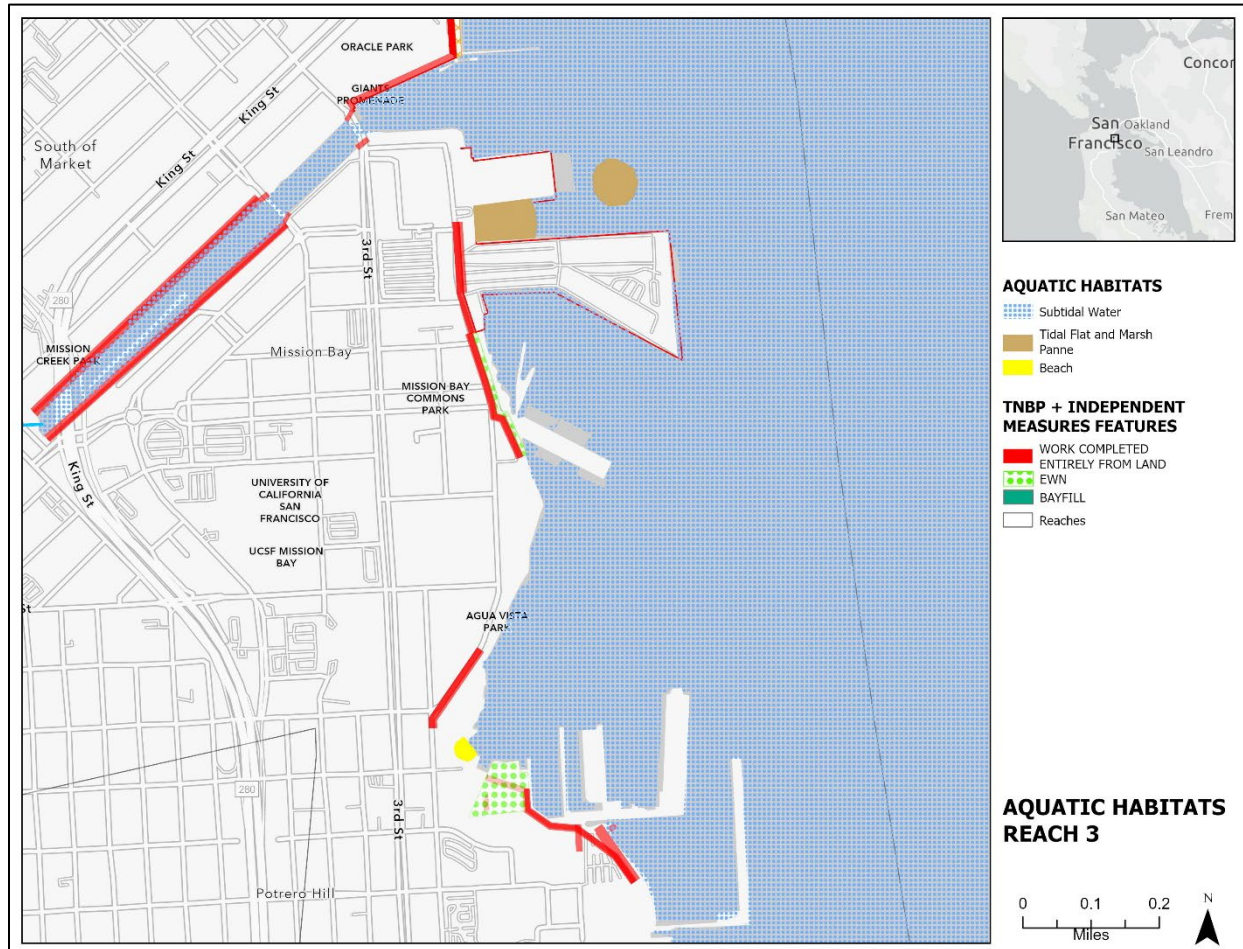 ORACLE PARK
GIANTS
PROMENADE
King St
King St
South of
Market
3rd St
280
MISSION
CREEK PARK
Mission Bay
MISSION BAY
COMMONS
PARK
King St
UNIVERSITY OF
CALIFORNIA
SAN
FRANCISCO
UCSF MISSION
BAY
St
AGUA VISTA
PARK
280
3rd St
Potrero Hill
Concor
San
Francisco
Oakland
San Leandro
San Mateo
Frem
AQUATIC HABITATS
Subtidal Water
Tidal Flat and Marsh
Panne
Beach
TNBP + INDEPENDENT
MEASURES FEATURES
WORK COMPLETED
ENTIRELY FROM LAND
EWN
BAYFILL
Reaches
AQUATIC HABITATS
REACH 3
0 0.1 0.2
Miles
N